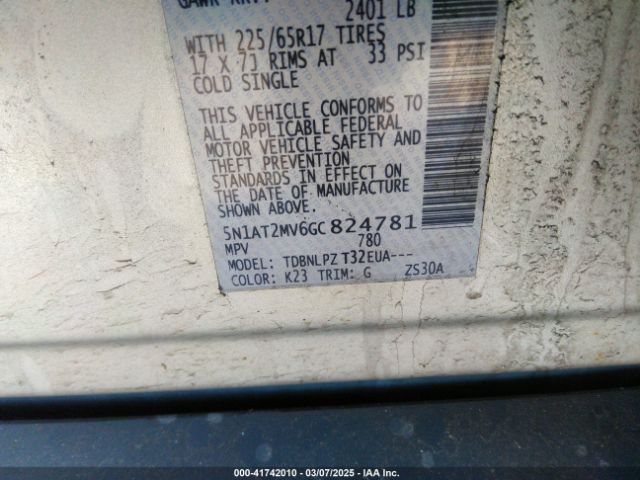 GAWR RR:
2401 LB
WITH 225/65R17 TIRES
17 X 7J RIMS AT 33 PSI
COLD SINGLE
THIS VEHICLE CONFORMS TO
ALL APPLICABLE FEDERAL
MOTOR VEHICLE SAFETY AND
THEFT PREVENTION
STANDARDS IN EFFECT ON THE
DATE OF MANUFACTURE
SHOWN ABOVE.
5N1AT2MV6GC824781
MPV 780
MODEL: TDBNLPZ T32EUA---
COLOR: K23 TRIM: G ZS30A
000-41742010 — 03/07/2025 — IAA Inc.